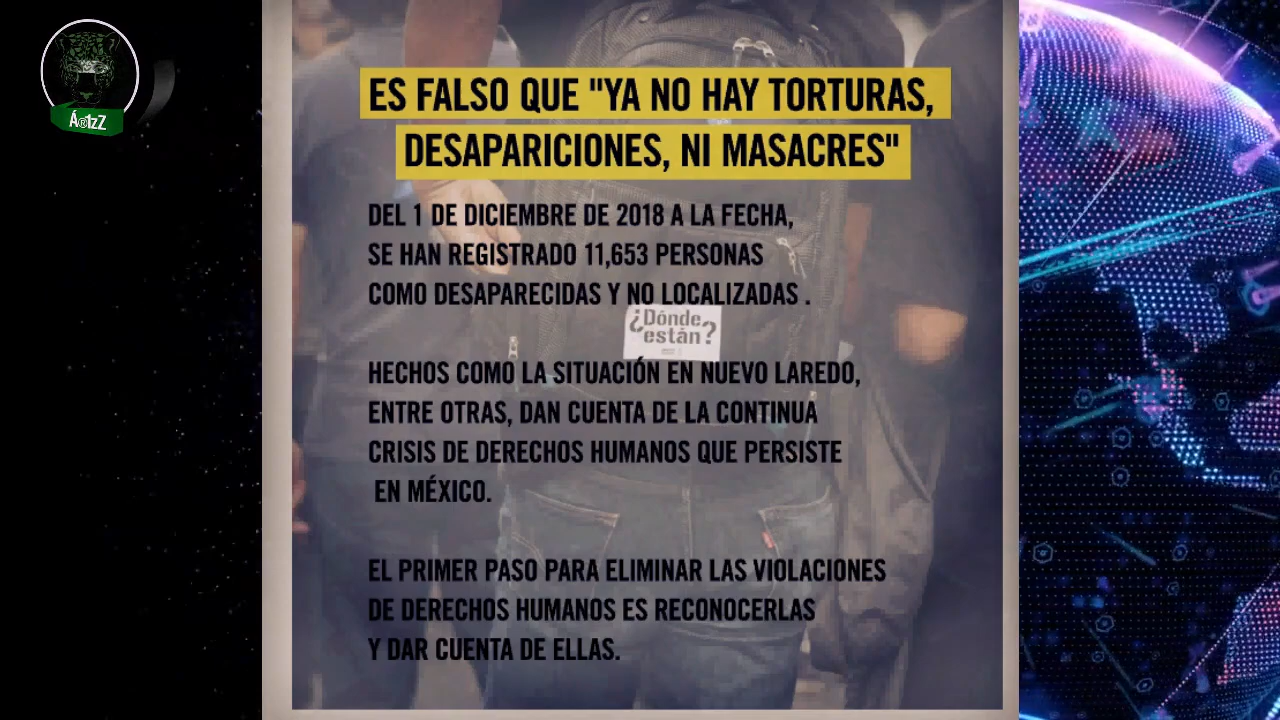 A®tzZ
ES FALSO QUE "YA NO HAY TORTURAS,
DESAPARICIONES, NI MASACRES"
DEL 1 DE DICIEMBRE DE 2018 A LA FECHA,
SE HAN REGISTRADO 11,653 PERSONAS
COMO DESAPARECIDAS Y NO LOCALIZADAS .
¿Dónde
están?
HECHOS COMO LA SITUACIÓN EN NUEVO LAREDO,
ENTRE OTRAS, DAN CUENTA DE LA CONTINUA
CRISIS DE DERECHOS HUMANOS QUE PERSISTE
EN MÉXICO.
EL PRIMER PASO PARA ELIMINAR LAS VIOLACIONES
DE DERECHOS HUMANOS ES RECONOCERLAS
Y DAR CUENTA DE ELLAS.